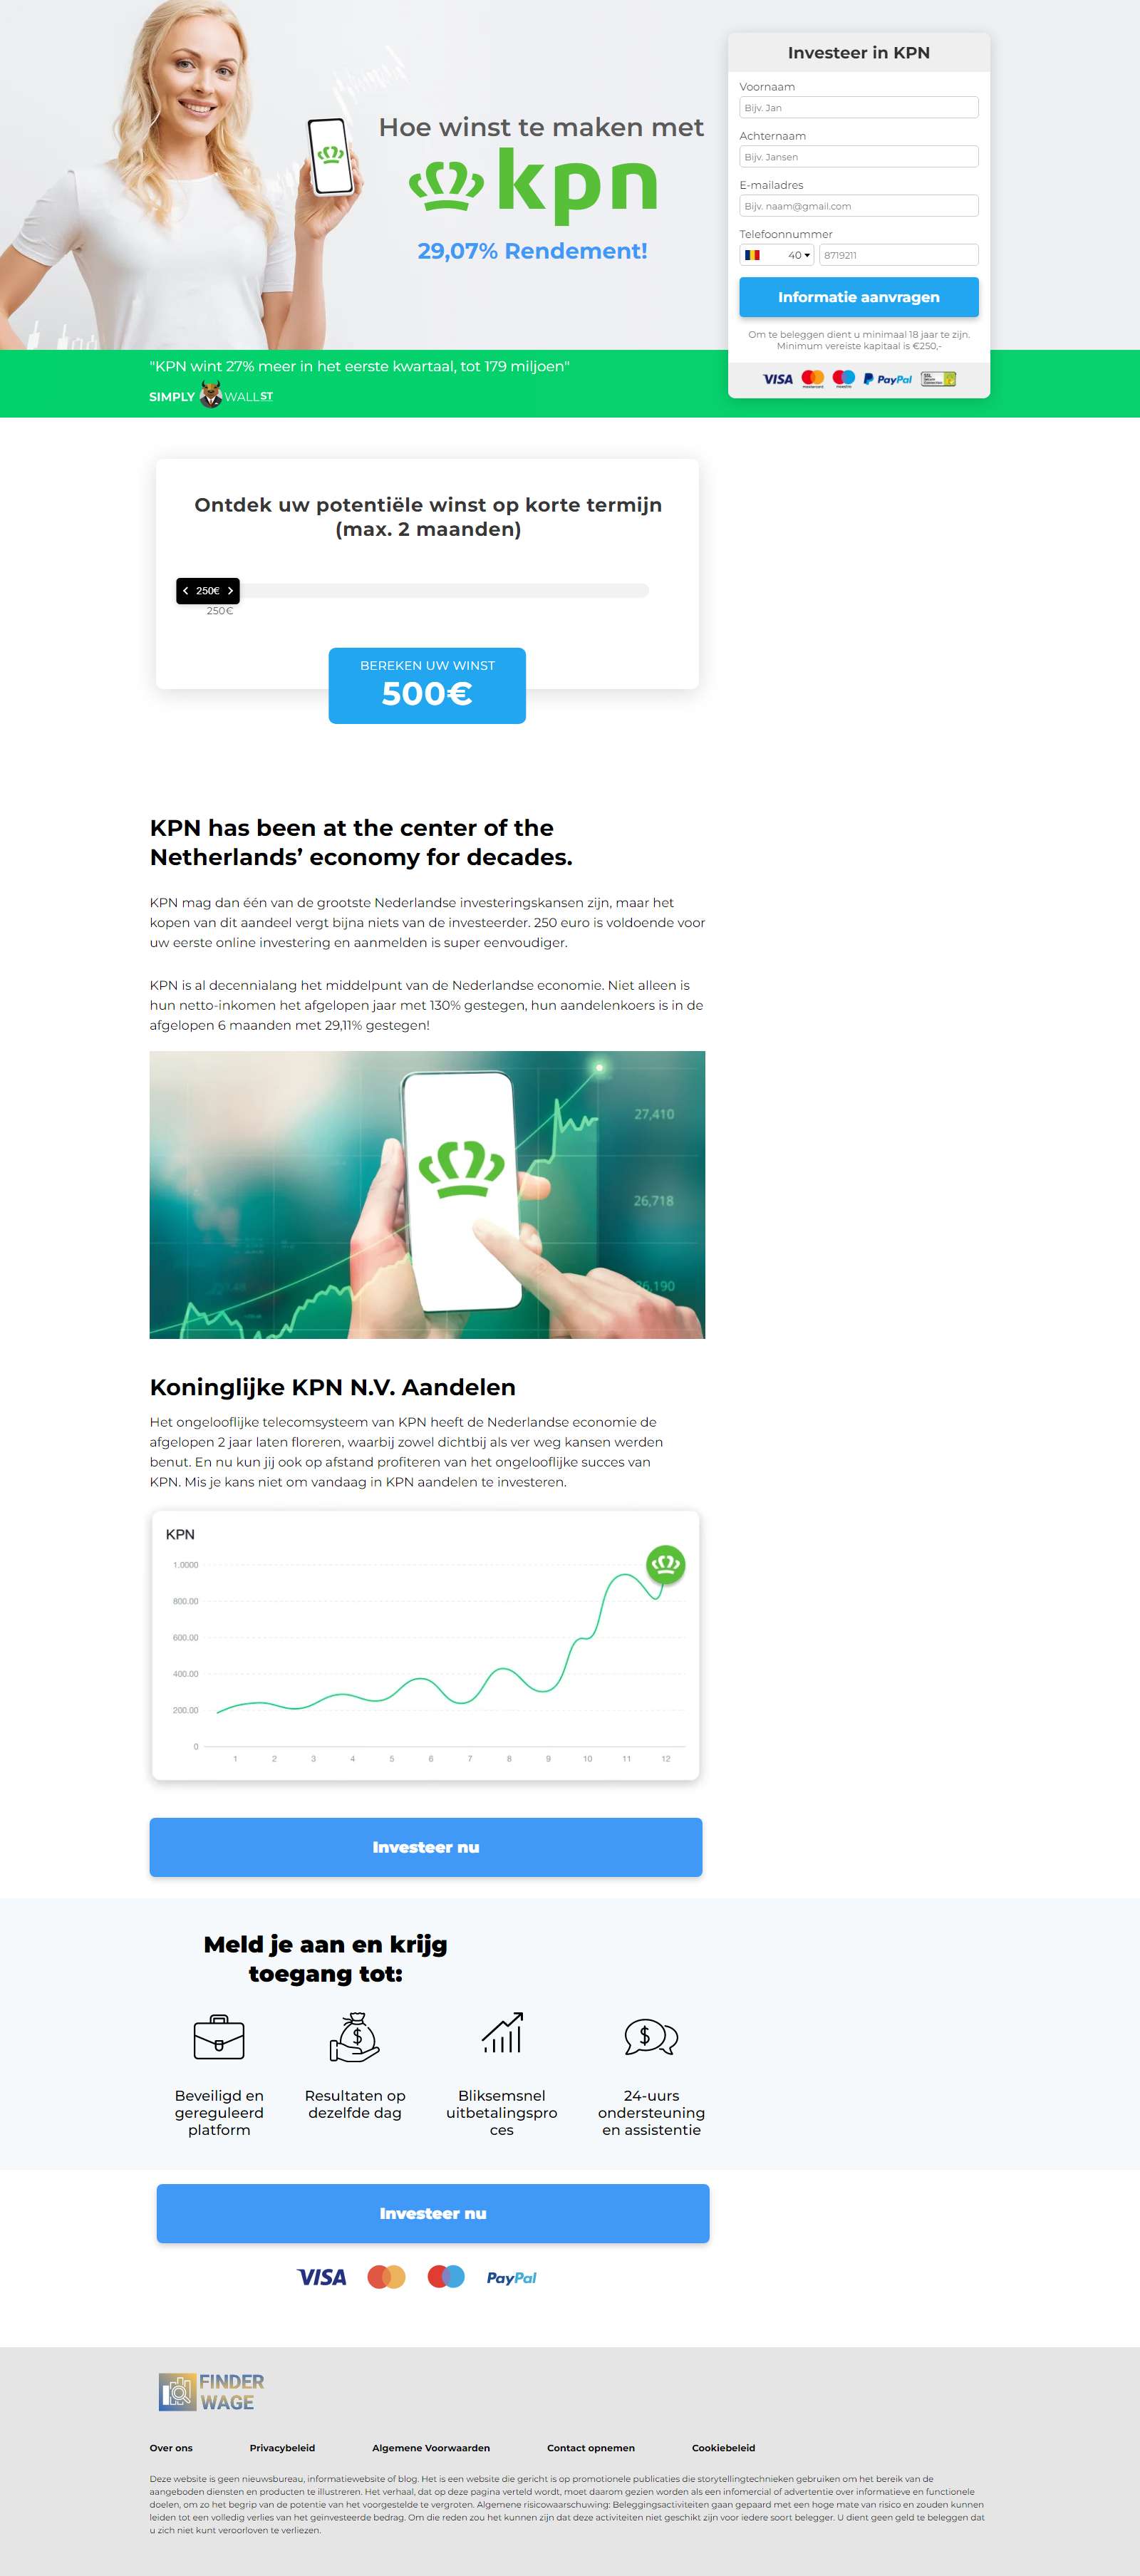 Hoe winst te maken met
kpn
29,07% Rendement!
Investeer in KPN
Voornaam
Bijv. Jan
Achternaam
Bijv. Jansen
E-mailadres
Bijv. naam@gmail.com
Telefoonnummer
40 8719211
Informatie aanvragen
Om te beleggen dient u minimaal 18 jaar te zijn.
Minimum vereiste kapitaal is €250,-
VISA mastercard maestro PayPal SSL
"KPN wint 27% meer in het eerste kwartaal, tot 179 miljoen"
SIMPLY WALLST
Ontdek uw potentiële winst op korte termijn
(max. 2 maanden)
250€
250€
BEREKEN UW WINST
500€
KPN has been at the center of the
Netherlands’ economy for decades.
KPN mag dan één van de grootste Nederlandse investeringskansen zijn, maar het
kopen van dit aandeel vergt bijna niets van de investeerder. 250 euro is voldoende voor
uw eerste online investering en aanmelden is super eenvoudiger.
KPN is al decennialang het middelpunt van de Nederlandse economie. Niet alleen is
hun netto-inkomen het afgelopen jaar met 130% gestegen, hun aandelenkoers is in de
afgelopen 6 maanden met 29,11% gestegen!
27,410
26,718
26,190
Koninglijke KPN N.V. Aandelen
Het ongelooflijke telecomsysteem van KPN heeft de Nederlandse economie de
afgelopen 2 jaar laten floreren, waarbij zowel dichtbij als ver weg kansen werden
benut. En nu kun jij ook op afstand profiteren van het ongelooflijke succes van
KPN. Mis je kans niet om vandaag in KPN aandelen te investeren.
KPN
1.0000
800.00
600.00
400.00
200.00
0
1 2 3 4 5 6 7 8 9 10 11 12
Investeer nu
Meld je aan en krijg
toegang tot:
Beveiligd en
gereguleerd
platform
Resultaten op
dezelfde dag
Bliksemsnel
uitbetalingspro
ces
24-uurs
ondersteuning
en assistentie
Investeer nu
VISA PayPal
FINDER
WAGE
Over ons Privacybeleid Algemene Voorwaarden Contact opnemen Cookiebeleid
Deze website is geen nieuwsbureau, informatiewebsite of blog. Het is een website die gericht is op promotionele publicaties die storytellingtechnieken gebruiken om het bereik van de
aangeboden diensten en producten te illustreren. Het verhaal, dat op deze pagina verteld wordt, moet daarom gezien worden als een infomercial of advertentie over informatieve en functionele
doelen, om zo het begrip van de potentie van het voorgestelde te vergroten. Algemene risicowaarschuwing: Beleggingsactiviteiten gaan gepaard met een hoge mate van risico en zouden kunnen
leiden tot een volledig verlies van het geïnvesteerde bedrag. Om die reden zou het kunnen zijn dat deze activiteiten niet geschikt zijn voor iedere soort belegger. U dient geen geld te beleggen dat
u zich niet kunt veroorloven te verliezen.